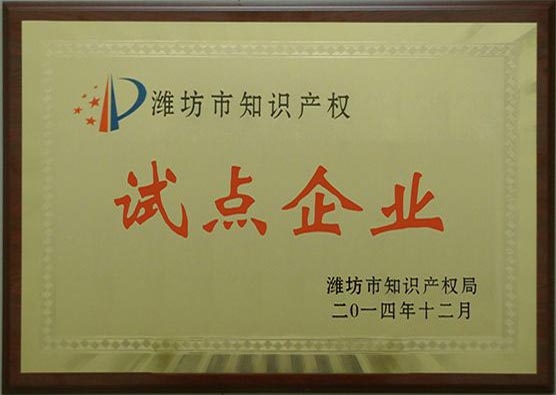 潍坊市知识产权
试点企业
潍坊市知识产权局
二0一四年十二月